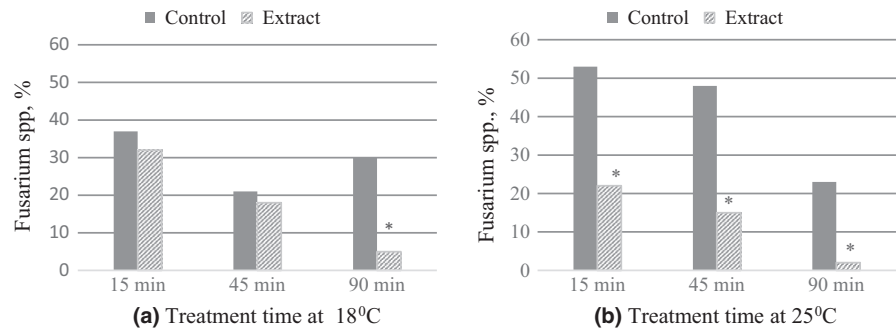 Control Extract
60
50
40
30
20
10
0
Fusarium spp, %
*
15 min 45 min 90 min
(a) Treatment time at 18⁰C
Control Extract
60
50
40
30
20
10
0
Fusarium spp., %
*
*
*
15 min 45 min 90 min
(b) Treatment time at 25⁰C